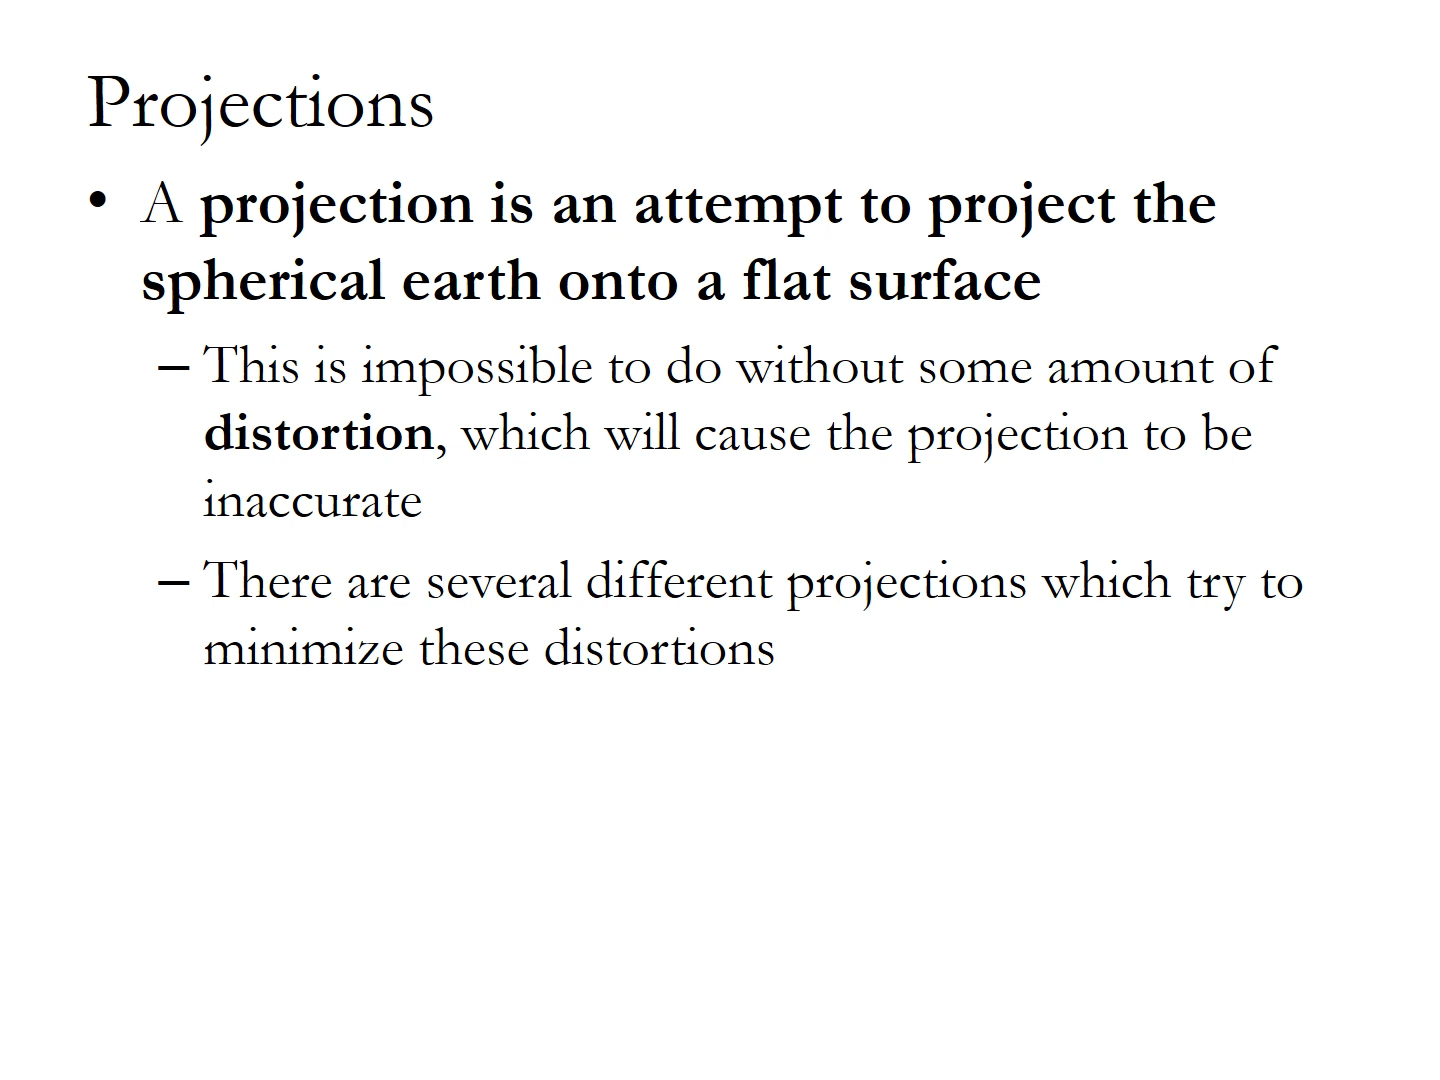 Projections
• A projection is an attempt to project the
spherical earth onto a flat surface
– This is impossible to do without some amount of
distortion, which will cause the projection to be
inaccurate
– There are several different projections which try to
minimize these distortions